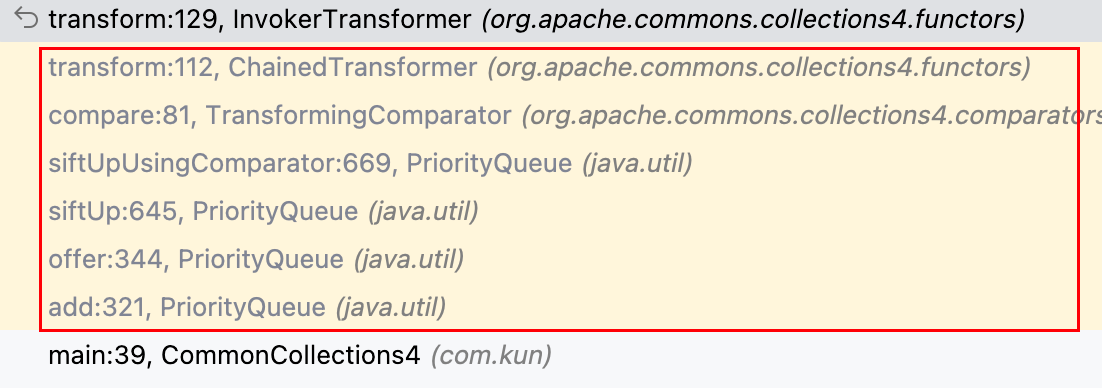 transform:129, InvokerTransformer (org.apache.commons.collections4.functors)
transform:112, ChainedTransformer (org.apache.commons.collections4.functors)
compare:81, TransformingComparator (org.apache.commons.collections4.comparators
siftUpUsingComparator:669, PriorityQueue (java.util)
siftUp:645, PriorityQueue (java.util)
offer:344, PriorityQueue (java.util)
add:321, PriorityQueue (java.util)
main:39, CommonCollections4 (com.kun)